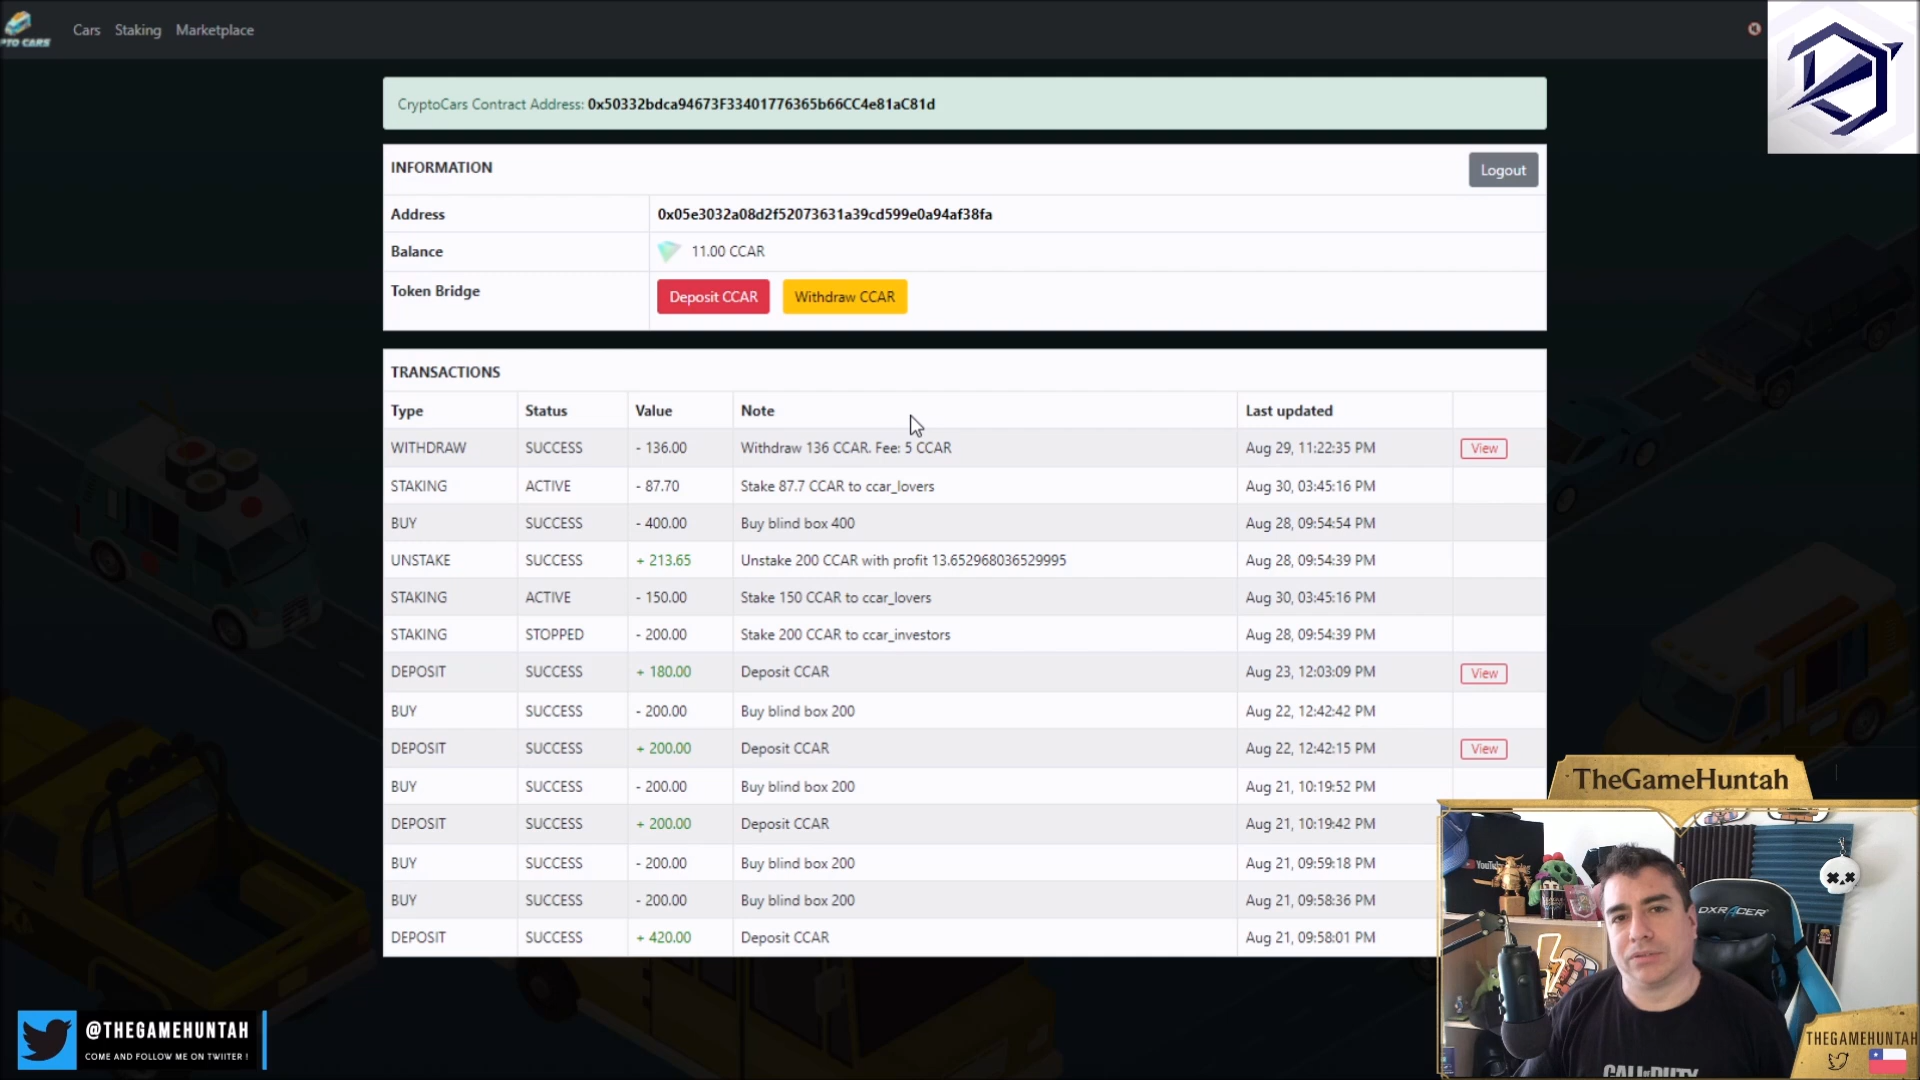 PTO CARS
Cars Staking Marketplace
CryptoCars Contract Address: 0x50332bdca94673F33401776365b66CC4e81aC81d
INFORMATION
Logout
Address 0x05e3032a08d2f52073631a39cd599e0a94af38fa
Balance 11.00 CCAR
Token Bridge Deposit CCAR Withdraw CCAR
TRANSACTIONS
Type Status Value Note Last updated
WITHDRAW SUCCESS - 136.00 Withdraw 136 CCAR. Fee: 5 CCAR Aug 29, 11:22:35 PM View
STAKING ACTIVE - 87.70 Stake 87.7 CCAR to ccar_lovers Aug 30, 03:45:16 PM
BUY SUCCESS - 400.00 Buy blind box 400 Aug 28, 09:54:54 PM
UNSTAKE SUCCESS + 213.65 Unstake 200 CCAR with profit 13.652968036529995 Aug 28, 09:54:39 PM
STAKING ACTIVE - 150.00 Stake 150 CCAR to ccar_lovers Aug 30, 03:45:16 PM
STAKING STOPPED - 200.00 Stake 200 CCAR to ccar_investors Aug 28, 09:54:39 PM
DEPOSIT SUCCESS + 180.00 Deposit CCAR Aug 23, 12:03:09 PM View
BUY SUCCESS - 200.00 Buy blind box 200 Aug 22, 12:42:42 PM
DEPOSIT SUCCESS + 200.00 Deposit CCAR Aug 22, 12:42:15 PM View
BUY SUCCESS - 200.00 Buy blind box 200 Aug 21, 10:19:52 PM
DEPOSIT SUCCESS + 200.00 Deposit CCAR Aug 21, 10:19:42 PM
BUY SUCCESS - 200.00 Buy blind box 200 Aug 21, 09:59:18 PM
BUY SUCCESS - 200.00 Buy blind box 200 Aug 21, 09:58:36 PM
DEPOSIT SUCCESS + 420.00 Deposit CCAR Aug 21, 09:58:01 PM
TheGameHuntah
DXRACER
CALL OF DUTY
THEGAMEHUNTAH
@THEGAMEHUNTAH
COME AND FOLLOW ME ON TWIITER !